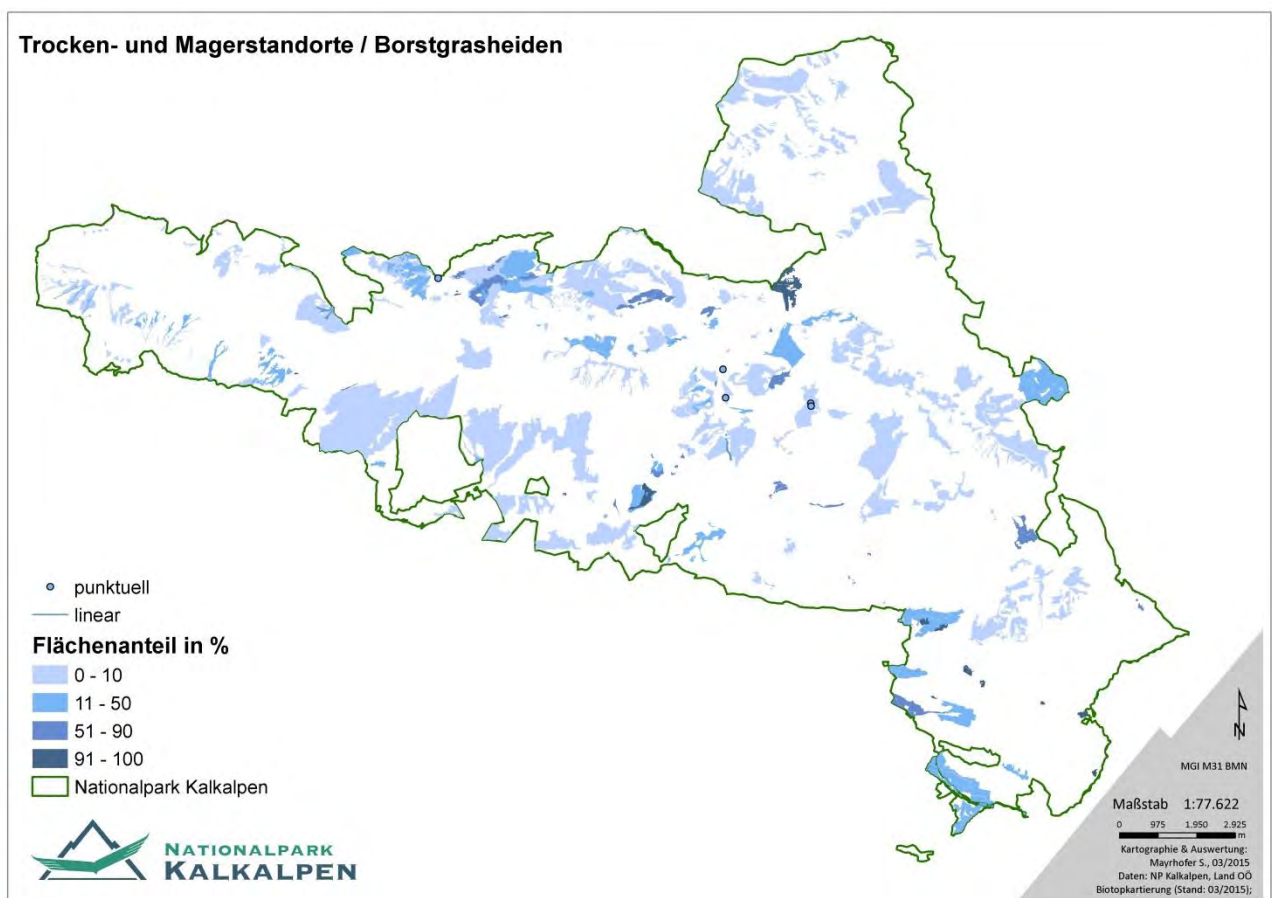 Trocken- und Magerstandorte / Borstgrasheiden
punktuell
linear
Flächenanteil in %
0 - 10
11 - 50
51 - 90
91 - 100
Nationalpark Kalkalpen
NATIONALPARK
KALKALPEN
N
MGI M31 BMN
Maßstab 1:77.622
0 975 1.950 2.925
m
Kartographie & Auswertung:
Mayrhofer S., 03/2015
Daten: NP Kalkalpen, Land OÖ
Biotopkartierung (Stand: 03/2015);